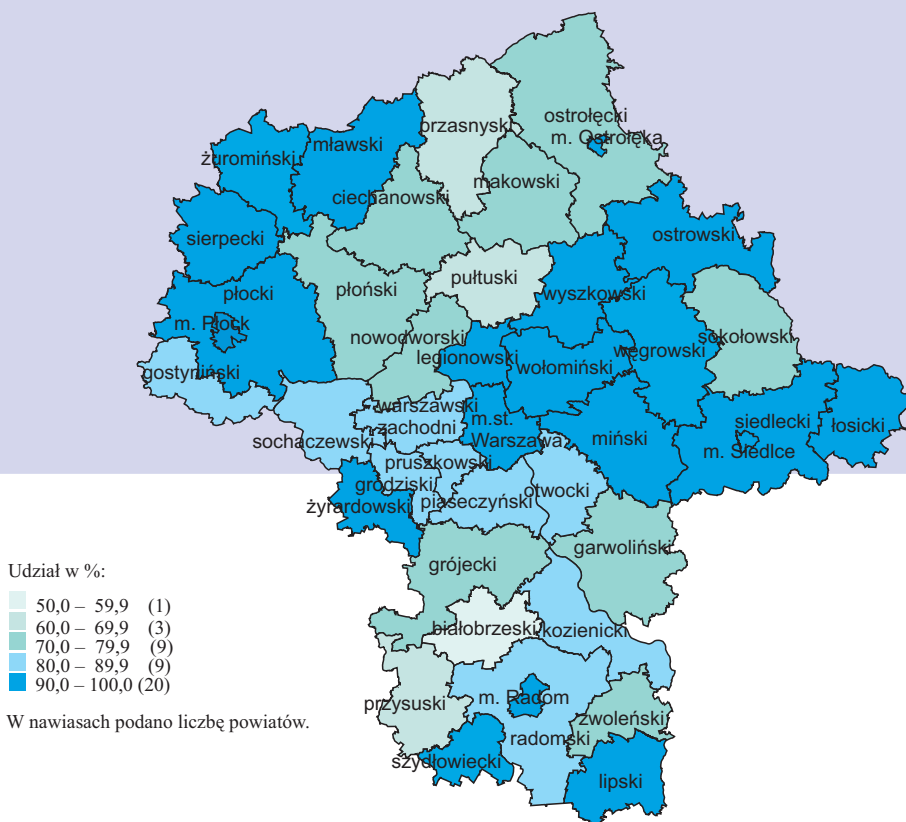 ostrołęcki
m. Ostrołęka
przasnyski
mławski
żuromiński
makowski
ciechanowski
sierpecki
ostrowski
pułtuski
płocki
płoński
wyszkowski
m. Płock
nowodworski
sokołowski
legionowski
węgrowski
wołomiński
gostyniński
warszawski
zachodni
m.st.
Warszawa
siedlecki
łosicki
sochaczewski
miński
m. Siedlce
pruszkowski
grodziski
otwocki
żyrardowski
piaseczyński
garwoliński
grójecki
Udział w %:
50,0 – 59,9 (1)
60,0 – 69,9 (3)
70,0 – 79,9 (9)
80,0 – 89,9 (9)
90,0 – 100,0 (20)
W nawiasach podano liczbę powiatów.
białobrzeski
kozienicki
przysuski
m. Radom
zwoleński
radomski
szydłowiecki
lipski